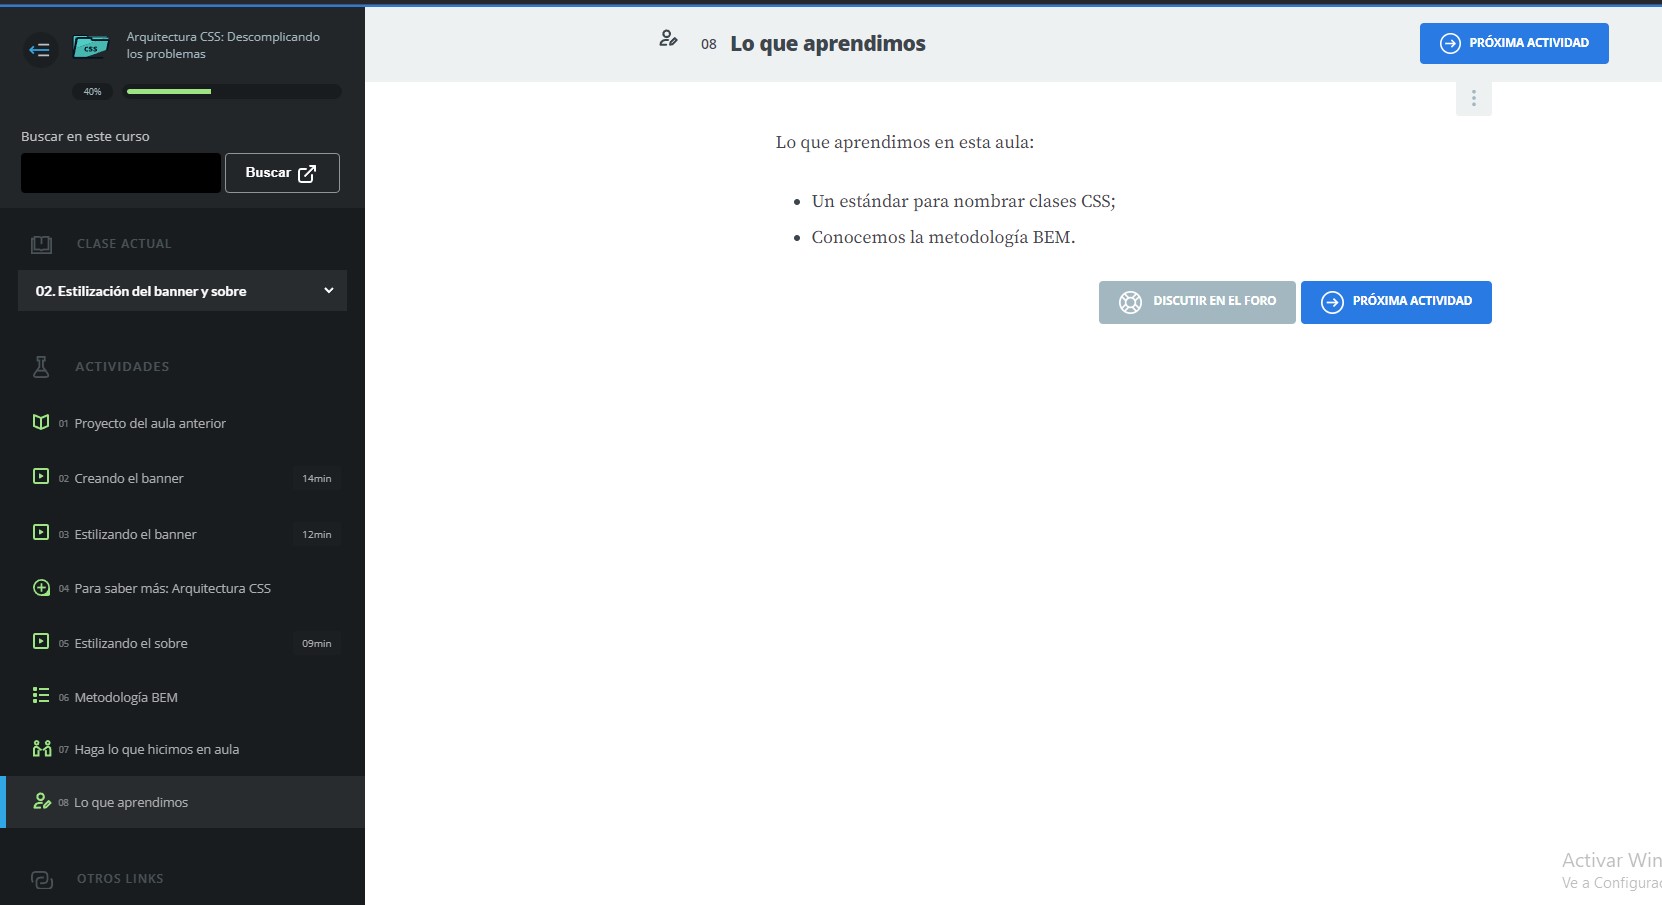 Arquitectura CSS: Descomplicando
los problemas
css
40%
Buscar en este curso
Buscar
CLASE ACTUAL
02. Estilización del banner y sobre
ACTIVIDADES
01 Proyecto del aula anterior
02 Creando el banner 14min
03 Estilizando el banner 12min
04 Para saber más: Arquitectura CSS
05 Estilizando el sobre 09min
06 Metodología BEM
07 Haga lo que hicimos en aula
08 Lo que aprendimos
OTROS LINKS
08 Lo que aprendimos
PRÓXIMA ACTIVIDAD
Lo que aprendimos en esta aula:
• Un estándar para nombrar clases CSS;
• Conocemos la metodología BEM.
DISCUTIR EN EL FORO
PRÓXIMA ACTIVIDAD
Activar Win
Ve a Configurac